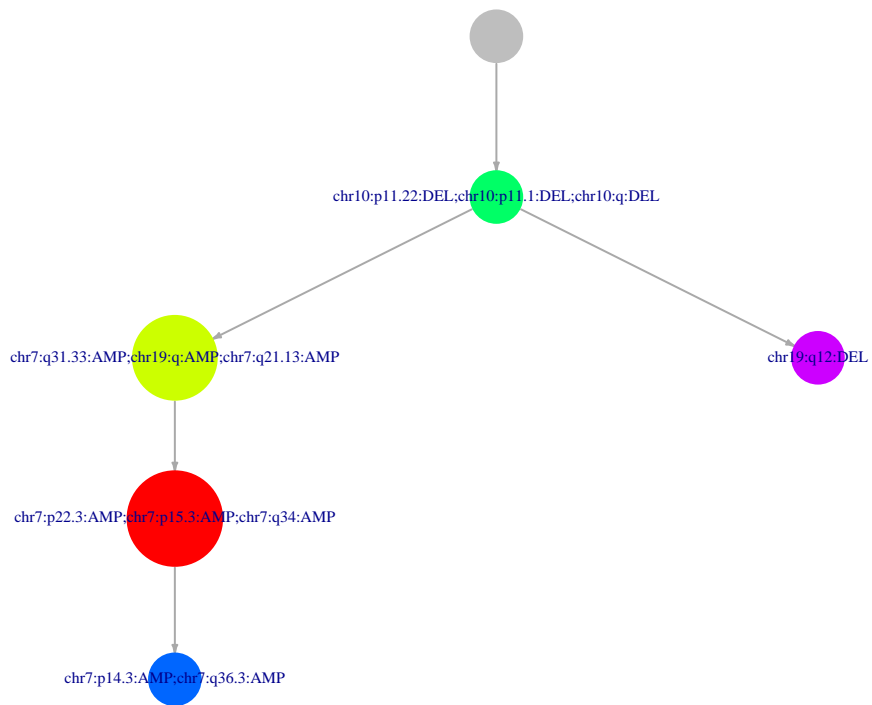 chr10:p11.22:DEL;chr10:p11.1:DEL;chr10:q:DEL
chr7:q31.33:AMP;chr19:q:AMP;chr7:q21.13:AMP
chr19:q12:DEL
chr7:p22.3:AMP;chr7:p15.3:AMP;chr7:q34:AMP
chr7:p14.3:AMP;chr7:q36.3:AMP